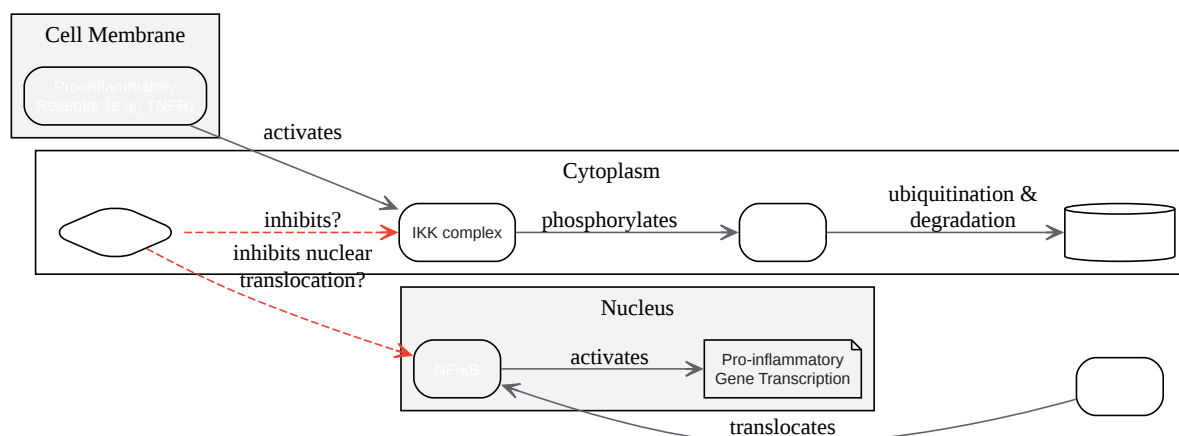 Cell Membrane
Pro-inflammatory
Receptor (e.g., TNFR)
activates
Cytoplasm
inhibits?
IKK complex
phosphorylates
ubiquitination &
degradation
inhibits nuclear
translocation?
Nucleus
NF-κB
activates
Pro-inflammatory
Gene Transcription
translocates